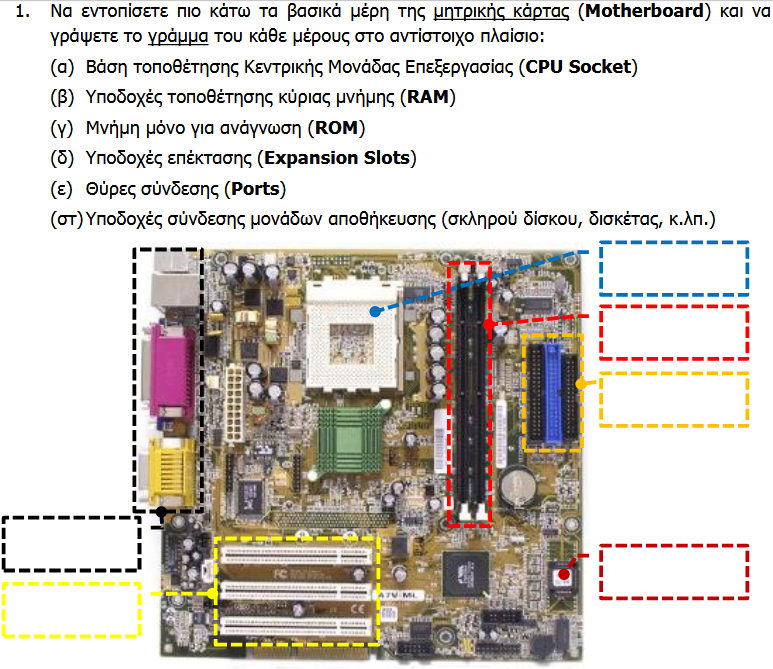 1. Να εντοπίσετε πιο κάτω τα βασικά μέρη της μητρικής κάρτας (Motherboard) και να
γράψετε το γράμμα του κάθε μέρους στο αντίστοιχο πλαίσιο:
(α) Βάση τοποθέτησης Κεντρικής Μονάδας Επεξεργασίας (CPU Socket)
(β) Υποδοχές τοποθέτησης κύριας μνήμης (RAM)
(γ) Μνήμη μόνο για ανάγνωση (ROM)
(δ) Υποδοχές επέκτασης (Expansion Slots)
(ε) Θύρες σύνδεσης (Ports)
(στ) Υποδοχές σύνδεσης μονάδων αποθήκευσης (σκληρού δίσκου, δισκέτας, κ.λπ.)
FC
A7V-ML
CE